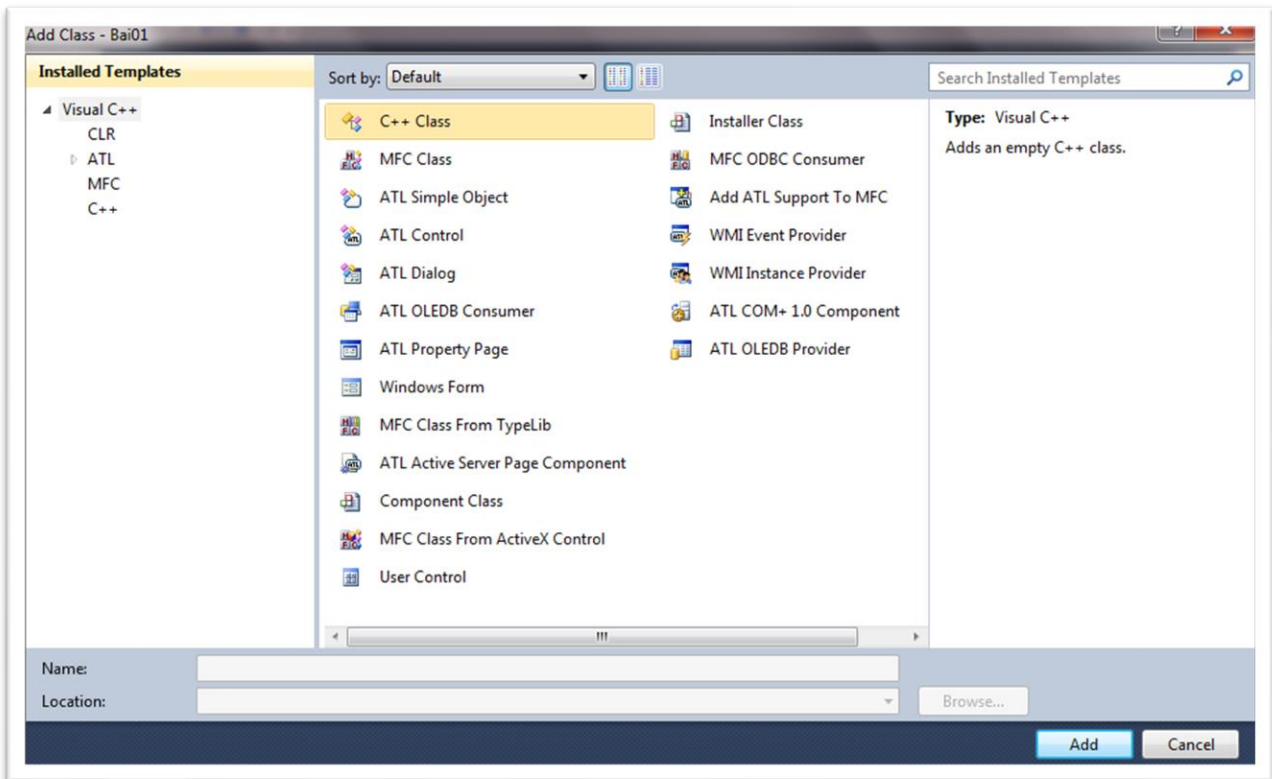 Add Class - Bai01
Installed Templates
Sort by: Default
Search Installed Templates
Visual C++
CLR
ATL
MFC
C++
C++ Class
MFC Class
ATL Simple Object
ATL Control
ATL Dialog
ATL OLEDB Consumer
ATL Property Page
Windows Form
MFC Class From TypeLib
ATL Active Server Page Component
Component Class
MFC Class From ActiveX Control
User Control
Installer Class
MFC ODBC Consumer
Add ATL Support To MFC
WMI Event Provider
WMI Instance Provider
ATL COM+ 1.0 Component
ATL OLEDB Provider
Type: Visual C++
Adds an empty C++ class.
Name:
Location:
Browse...
Add
Cancel